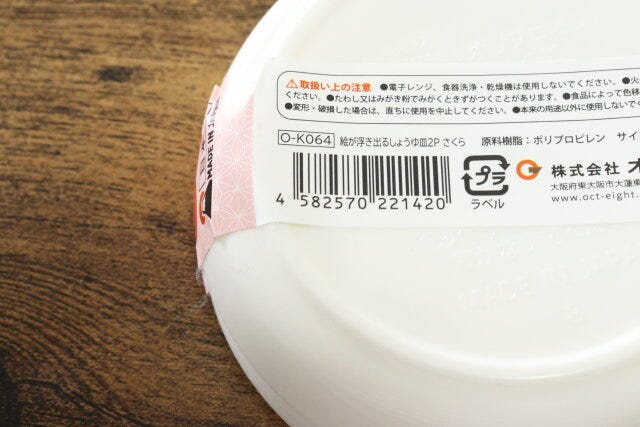 ⚠取扱い上の注意 ●電子レンジ、食器洗浄・乾燥機は使用しないでください。●火
ください。●たわし又はみがき粉でみがくときずがつくことがあります。●食品によって色移
●変形・破損した場合は、直ちに使用を中止してください。●本来の用途以外に使用しないで
O-K064 絵が浮き出るしょうゆ皿2P さくら 原料樹脂:ポリプロピレン サイ
4 582570 221420
プラ
ラベル
株式会社オ
大阪府東大阪市大蓮東
www.oct-eight.
MADE IN JAPAN